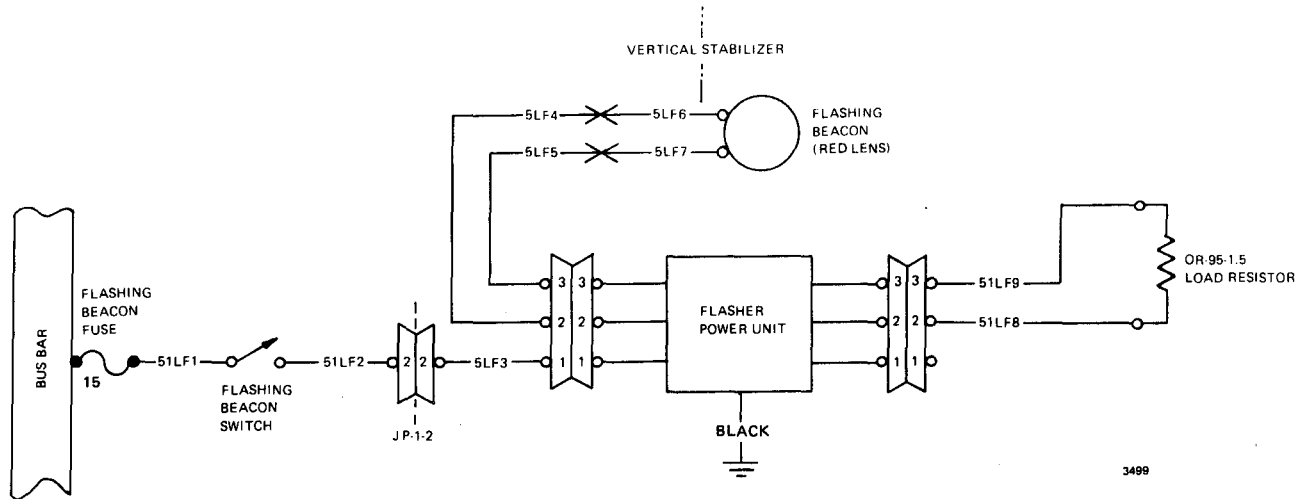 VERTICAL STABILIZER
5LF4
5LF6
FLASHING
BEACON
(RED LENS)
5LF5
5LF7
BUS BAR
FLASHING
BEACON
FUSE
15
51LF1
FLASHING
BEACON
SWITCH
51LF2
2 2
JP-1-2
5LF3
3 3
2 2
1 1
FLASHER
POWER UNIT
BLACK
3 3
2 2
1 1
51LF9
51LF8
OR-95-1.5
LOAD RESISTOR
3499